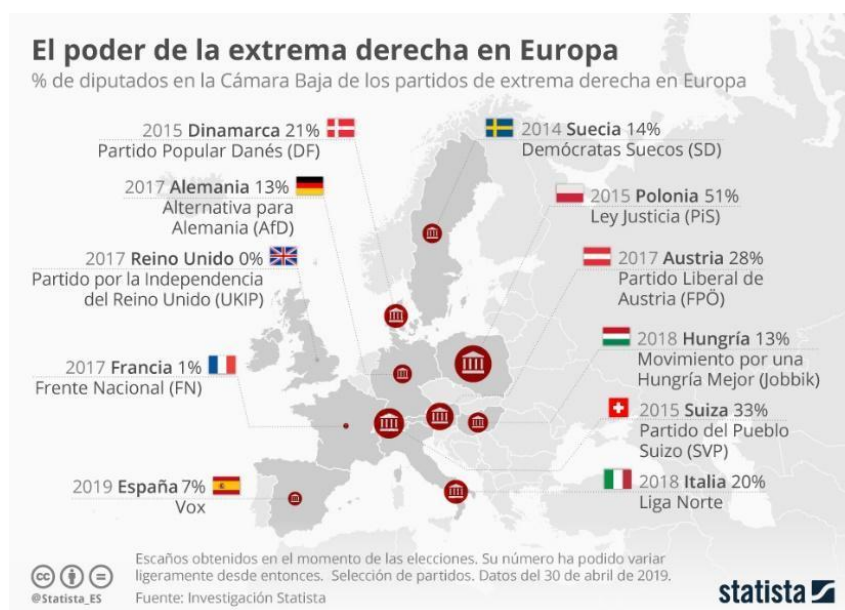 El poder de la extrema derecha en Europa
% de diputados en la Cámara Baja de los partidos de extrema derecha en Europa
2015 Dinamarca 21%
Partido Popular Danés (DF)
2014 Suecia 14%
Demócratas Suecos (SD)
2017 Alemania 13%
Alternativa para
Alemania (AfD)
2015 Polonia 51%
Ley Justicia (PiS)
2017 Reino Unido 0%
Partido por la Independencia
del Reino Unido (UKIP)
2017 Austria 28%
Partido Liberal de
Austria (FPÖ)
2018 Hungría 13%
Movimiento por una
Hungría Mejor (Jobbik)
2017 Francia 1%
Frente Nacional (FN)
2015 Suiza 33%
Partido del Pueblo
Suizo (SVP)
2019 España 7%
Vox
2018 Italia 20%
Liga Norte
Escaños obtenidos en el momento de las elecciones. Su número ha podido variar
ligeramente desde entonces. Selección de partidos. Datos del 30 de abril de 2019.
Fuente: Investigación Statista
cc
@Statista_ES
statista